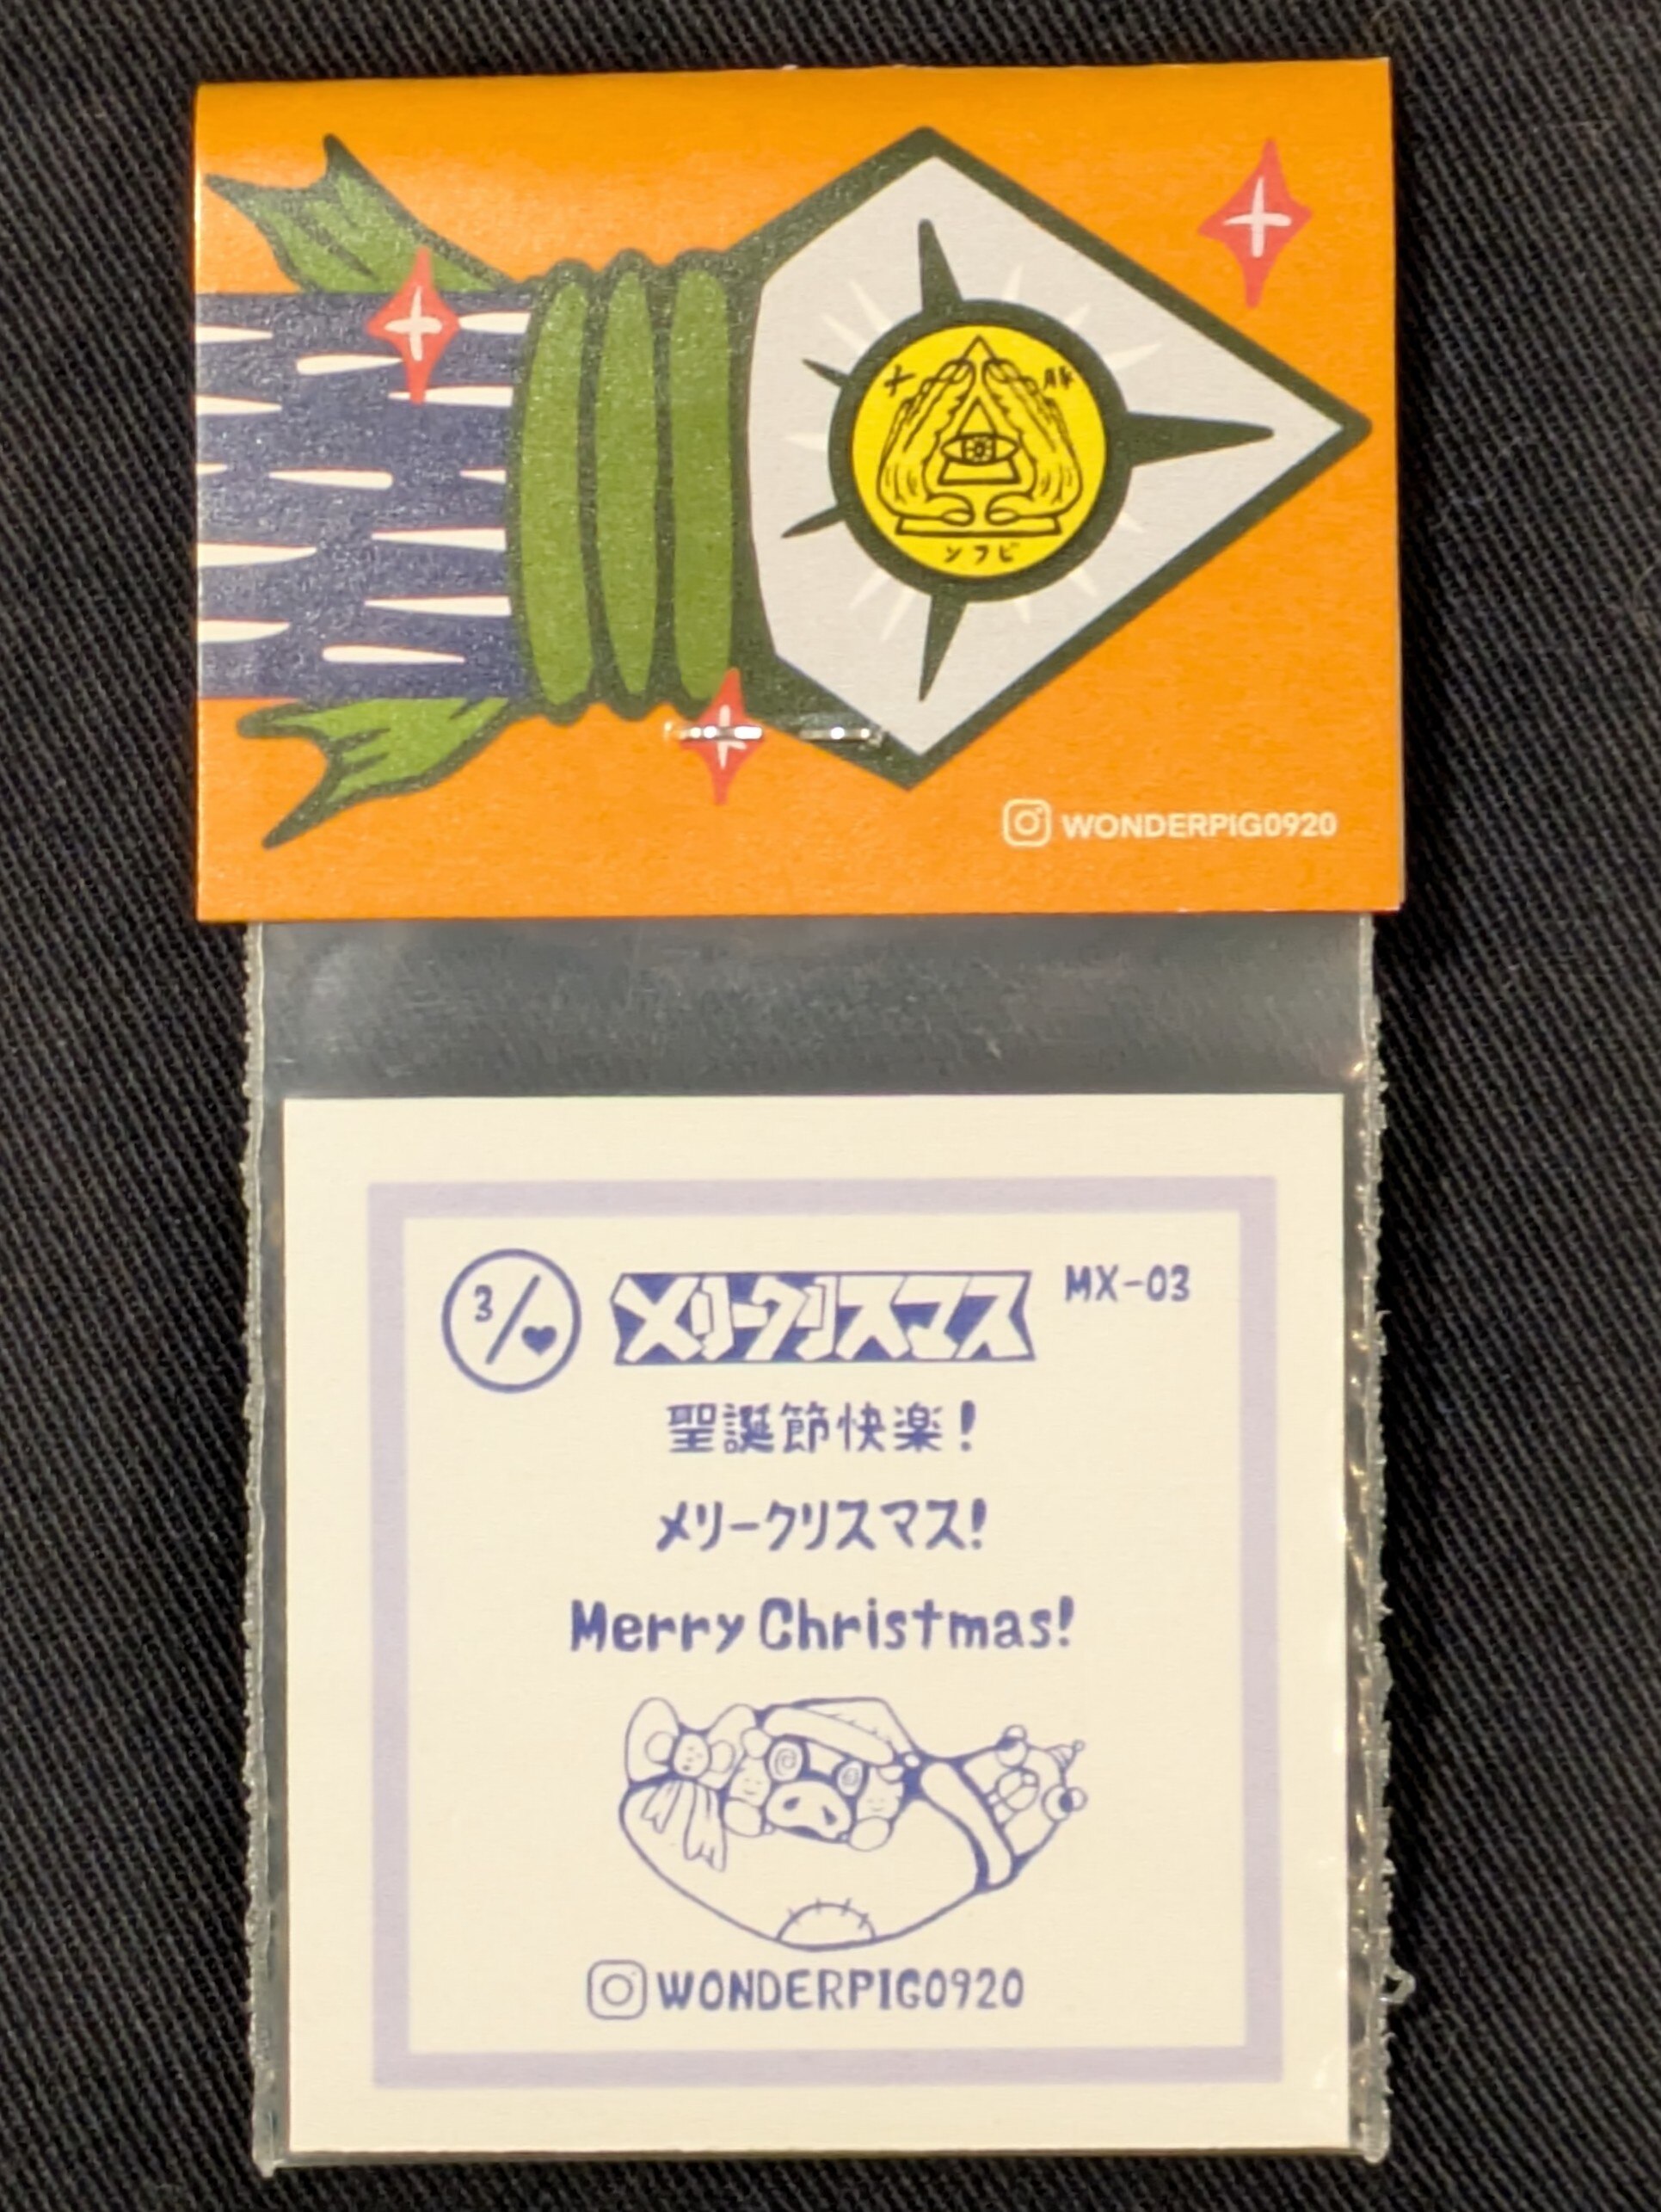 ソフビ
WONDERPIG0920
3/♥
メリークリスマス
MX-03
聖誕節快楽!
メリークリスマス!
Merry Christmas!
WONDERPIG0920